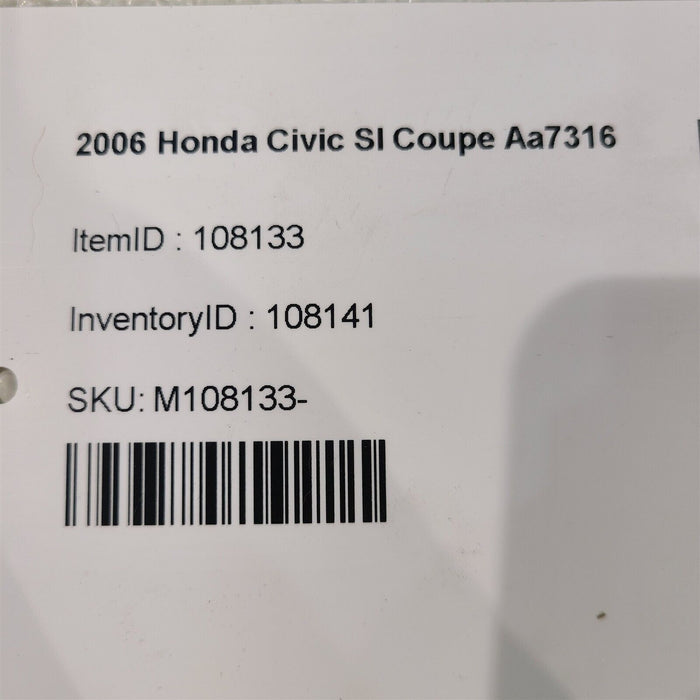 2006 Honda Civic SI Coupe Aa7316
ItemID : 108133
InventoryID : 108141
SKU: M108133-